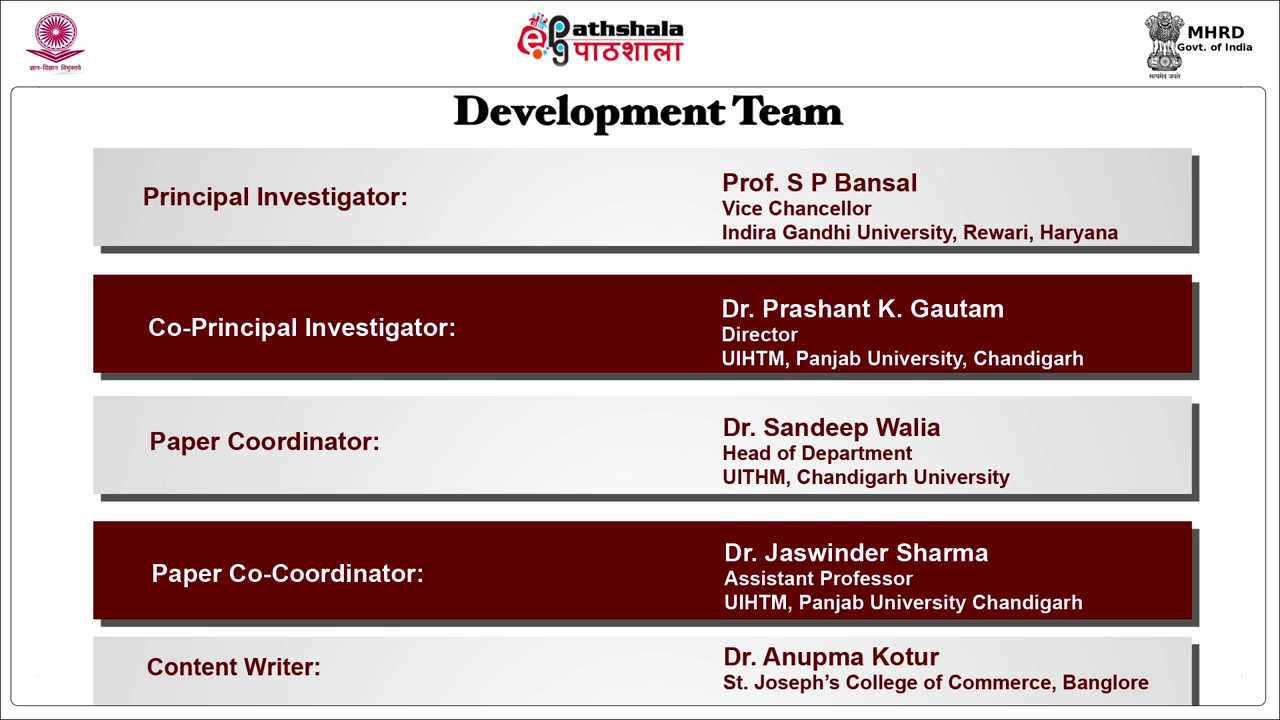 ज्ञान-विज्ञान विमुक्तये
Pathshala
पाठशाला
MHRD
Govt. of India
सत्यमेव जयते
Development Team
Principal Investigator:
Prof. S P Bansal
Vice Chancellor
Indira Gandhi University, Rewari, Haryana
Co-Principal Investigator:
Dr. Prashant K. Gautam
Director
UIHTM, Panjab University, Chandigarh
Paper Coordinator:
Dr. Sandeep Walia
Head of Department
UITHM, Chandigarh University
Paper Co-Coordinator:
Dr. Jaswinder Sharma
Assistant Professor
UIHTM, Panjab University Chandigarh
Content Writer:
Dr. Anupma Kotur
St. Joseph’s College of Commerce, Banglore